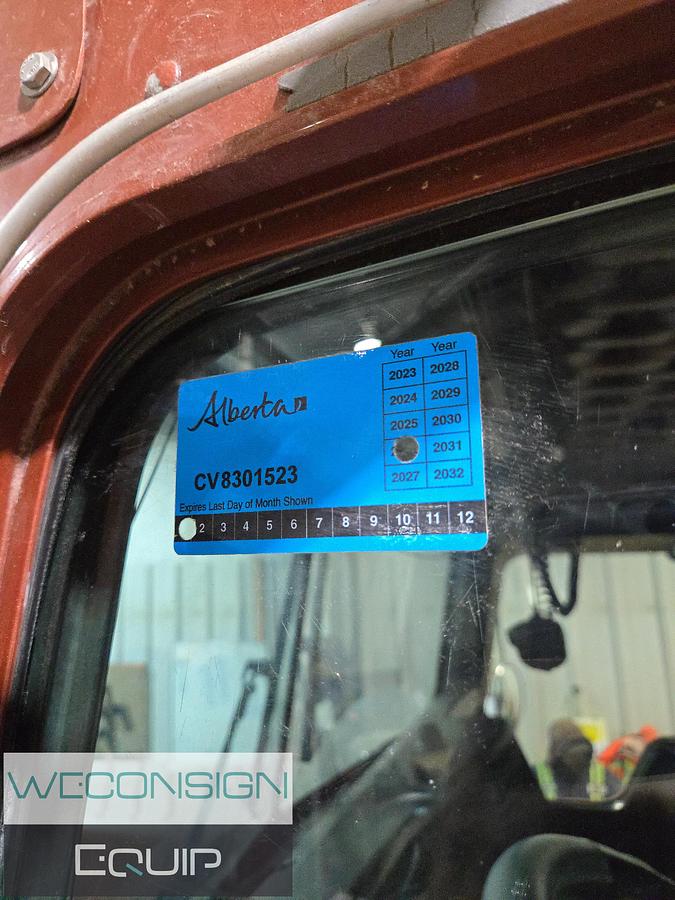 Alberta
CV8301523
Year Year
2023 2028
2024 2029
2025 2030
2031
2027 2032
Expires Last Day of Month Shown
2 3 4 5 6 7 8 9 10 11 12
WECONSIGN
EQUIP